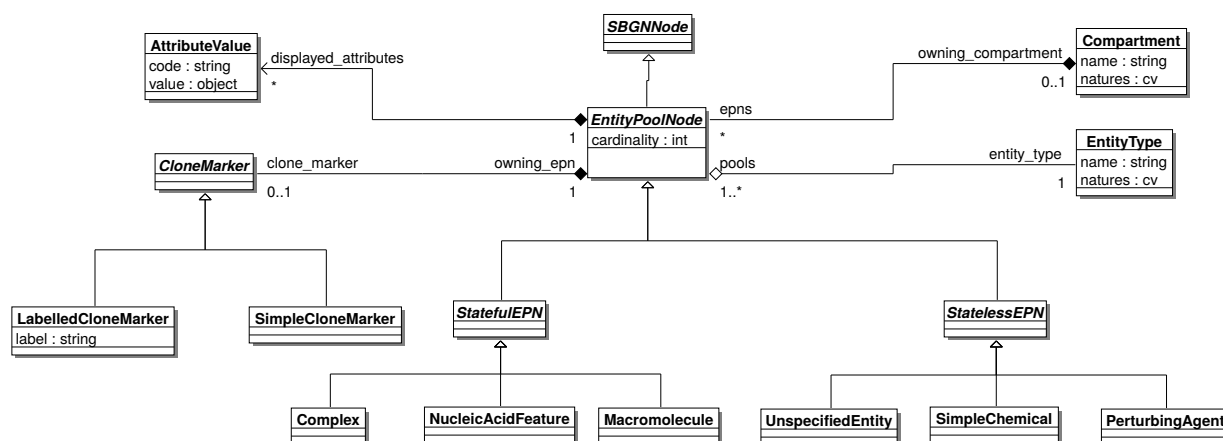 SBGNNode
AttributeValue
code : string
value : object
displayed_attributes
*
1
EntityPoolNode
cardinality : int
epns
*
owning_compartment
0..1
Compartment
name : string
natures : cv
CloneMarker
clone_marker
0..1
owning_epn
1
pools
1..*
entity_type
1
EntityType
name : string
natures : cv
LabelledCloneMarker
label : string
SimpleCloneMarker
StatefulEPN
StatelessEPN
Complex
NucleicAcidFeature
Macromolecule
UnspecifiedEntity
SimpleChemical
PerturbingAgent